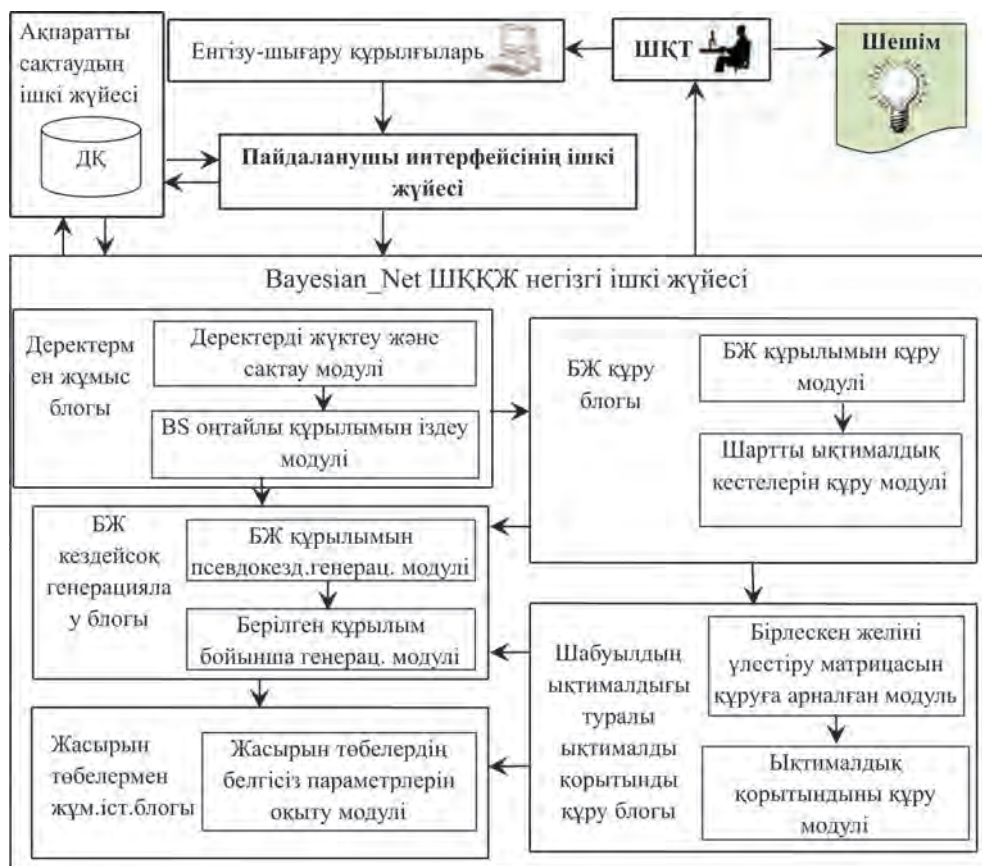 Ақпаратты
сақтаудың
ішкі жүйесі
ДҚ
Енгізу-шығару құрылғыларь
ШҚТ
Шешім
Пайдаланушы интерфейсінің ішкі
жүйесі
Bayesian_Net ШҚҚЖ негізгі ішкі жүйесі
Деректерм
ен жұмыс
блогы
Деректерді жүктеу және
сақтау модулі
BS оңтайлы құрылымын іздеу
модулі
БЖ құру
блогы
БЖ құрылымын құру
модулі
Шартты ықтималдық
кестелерін құру модулі
БЖ
кездейсоқ
генерацияла
у блогы
БЖ құрылымын
псевдокезд.генерац. модулі
Берілген құрылым
бойынша генерац. модулі
Шабуылдың
ықтималдығы
туралы
ықтималды
қорытынды
құру блогы
Бірлескен желіні
үлестіру матрицасын
құруға арналған модуль
Ықтималдық
қорытындыны құру
модулі
Жасырын
төбелермен
жұм.іст.блогы
Жасырын төбелердің
белгісіз параметрлерін
оқыту модулі